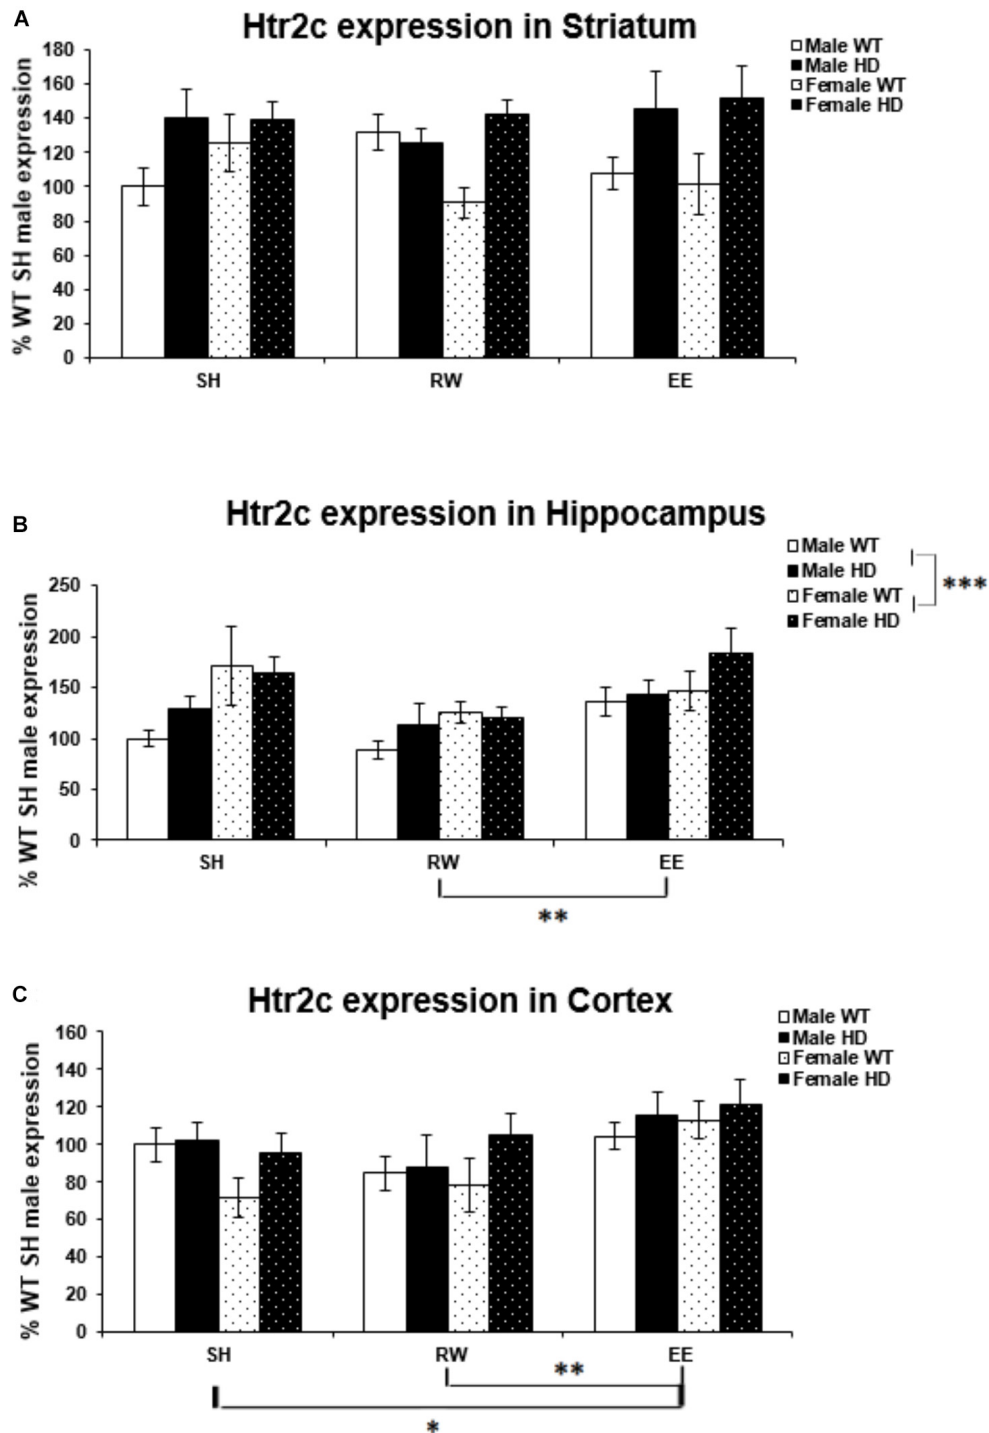 A
Htr2c expression in Striatum
% WT SH male expression
180
160
140
120
100
80
60
40
20
0
SH
RW
EE
Male WT
Male HD
Female WT
Female HD
B
Htr2c expression in Hippocampus
% WT SH male expression
250
200
150
100
50
0
SH
RW
EE
**
Male WT
Male HD
Female WT
Female HD
***
C
Htr2c expression in Cortex
% WT SH male expression
160
140
120
100
80
60
40
20
0
SH
RW
EE
**
*
Male WT
Male HD
Female WT
Female HD